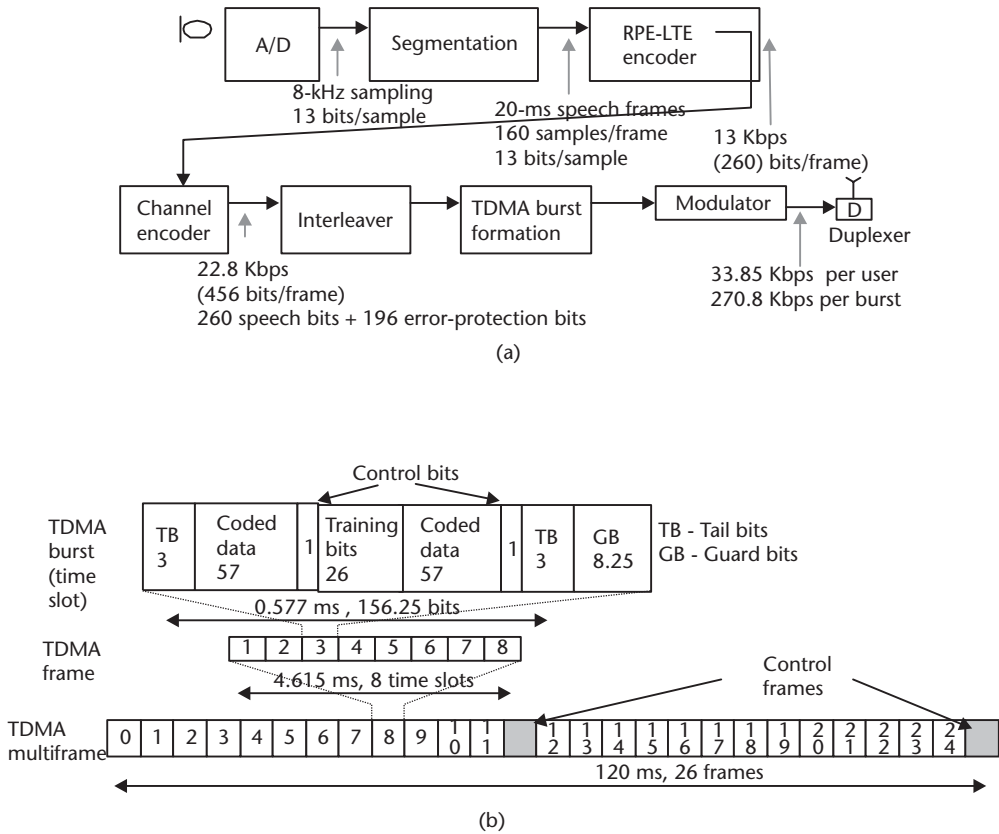 A/D
Segmentation
RPE-LTE
encoder
8-kHz sampling
13 bits/sample
20-ms speech frames
160 samples/frame
13 bits/sample
13 Kbps
(260) bits/frame)
Channel
encoder
Interleaver
TDMA burst
formation
Modulator
D
Duplexer
22.8 Kbps
(456 bits/frame)
260 speech bits + 196 error-protection bits
33.85 Kbps per user
270.8 Kbps per burst
(a)
Control bits
TDMA
burst
(time
slot)
TB
3
Coded
data
57
1
Training
bits
26
Coded
data
57
1
TB
3
GB
8.25
TB - Tail bits
GB - Guard bits
0.577 ms , 156.25 bits
TDMA
frame
1 2 3 4 5 6 7 8
4.615 ms, 8 time slots
Control
frames
TDMA
multiframe
0 1 2 3 4 5 6 7 8 9 10 11 12 13 14 15 16 17 18 19 20 21 22 23 24
120 ms, 26 frames
(b)